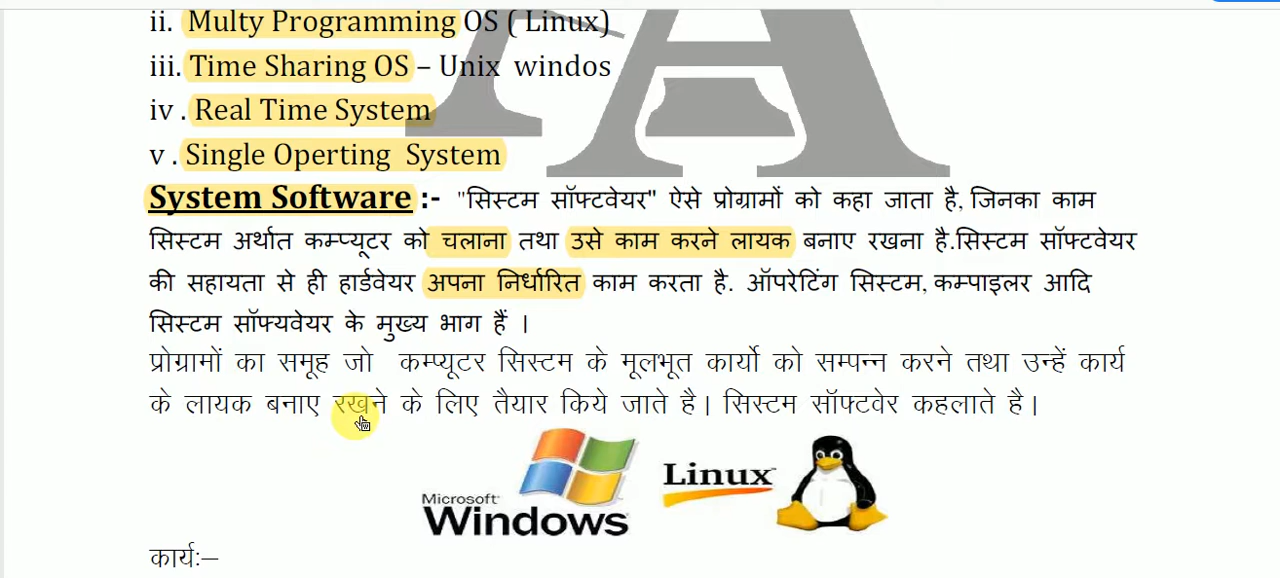 ii. Multy Programming OS ( Linux)
iii. Time Sharing OS – Unix windos
iv . Real Time System
v . Single Operting System
System Software :- "सिस्टम सॉफ्टवेयर" ऐसे प्रोग्रामों को कहा जाता है, जिनका काम
सिस्टम अर्थात कम्प्यूटर को चलाना तथा उसे काम करने लायक बनाए रखना है.सिस्टम सॉफ्टवेयर
की सहायता से ही हार्डवेयर अपना निर्धारित काम करता है. ऑपरेटिंग सिस्टम, कम्पाइलर आदि
सिस्टम सॉफ्यवेयर के मुख्य भाग हैं ।
प्रोग्रामों का समूह जो कम्प्यूटर सिस्टम के मूलभूत कार्यो को सम्पन्न करने तथा उन्हें कार्य
के लायक बनाए रखने के लिए तैयार किये जाते है। सिस्टम सॉफ्टवेर कहलाते है।
Linux
Microsoft
Windows
कार्य:–